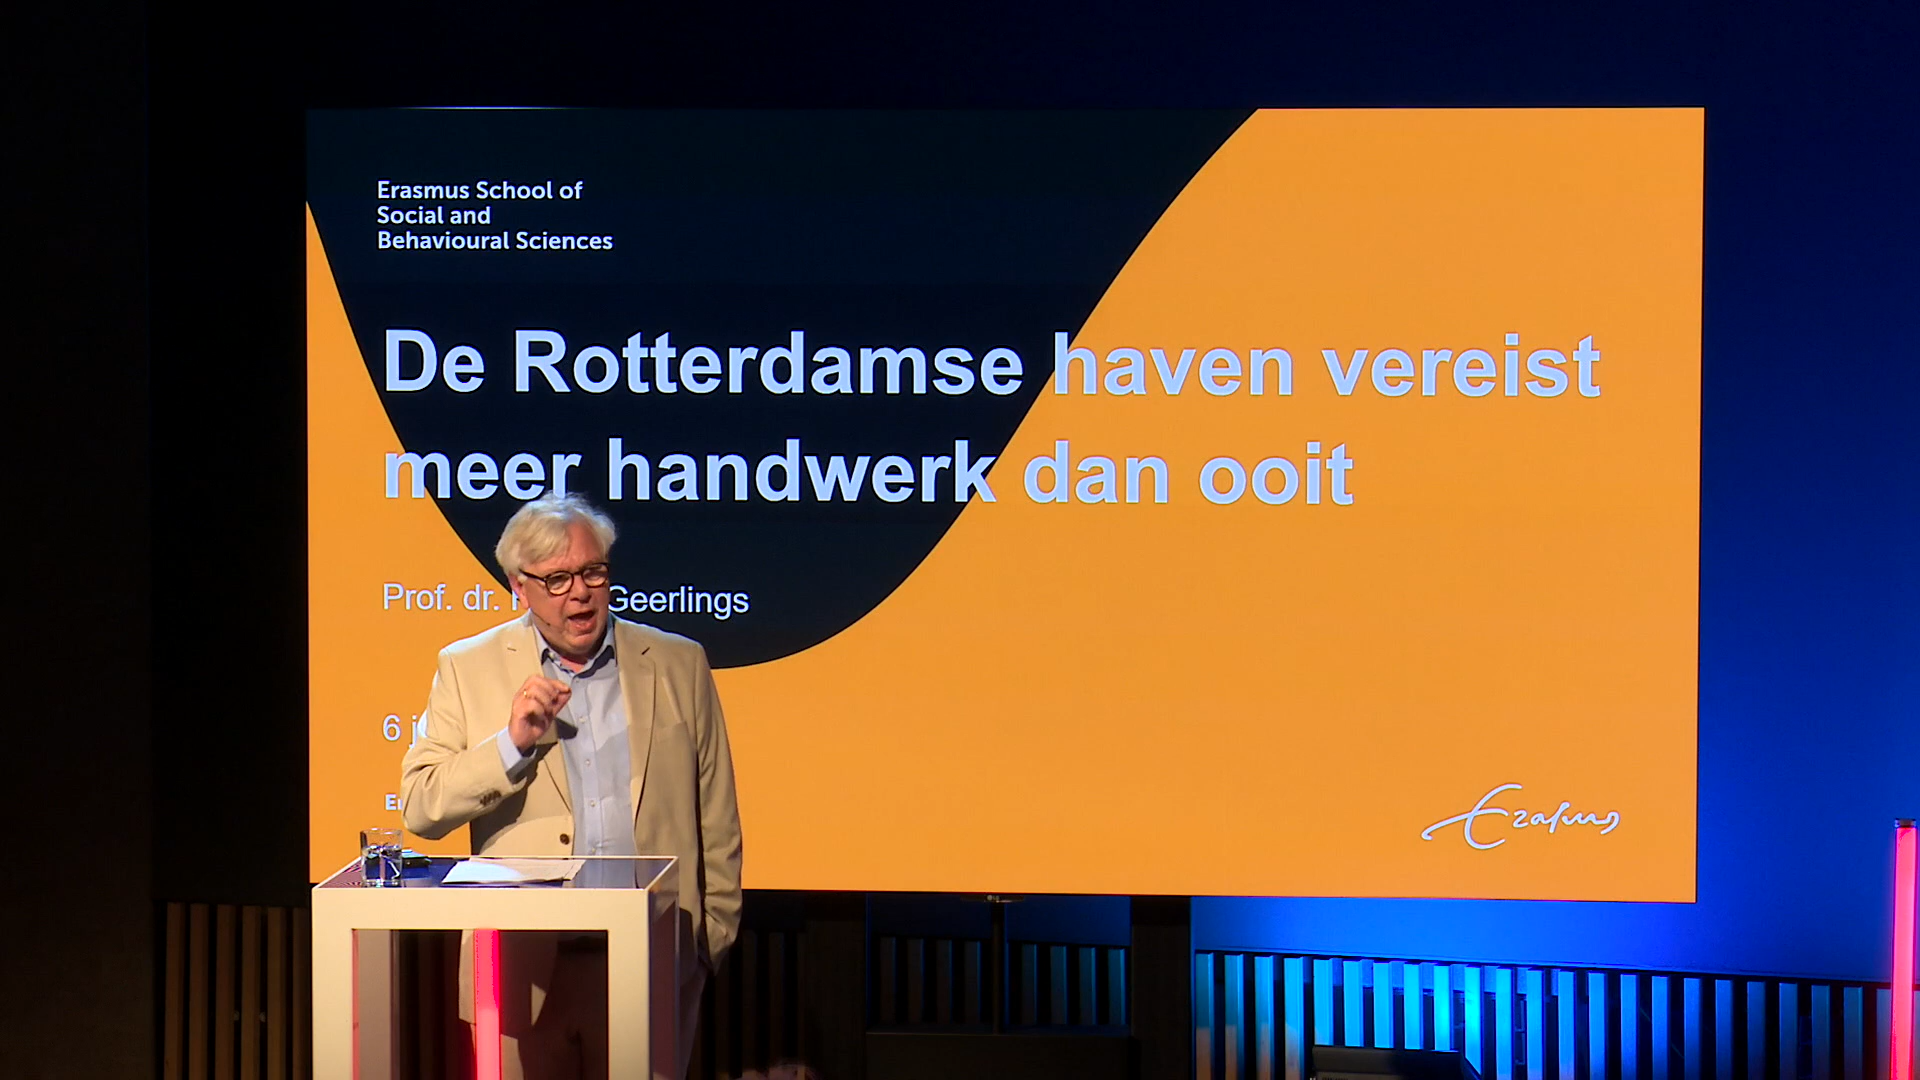 Erasmus School of
Social and
Behavioural Sciences
De Rotterdamse haven vereist
meer handwerk dan ooit
Prof. dr. Geerlings
6
Erasmus